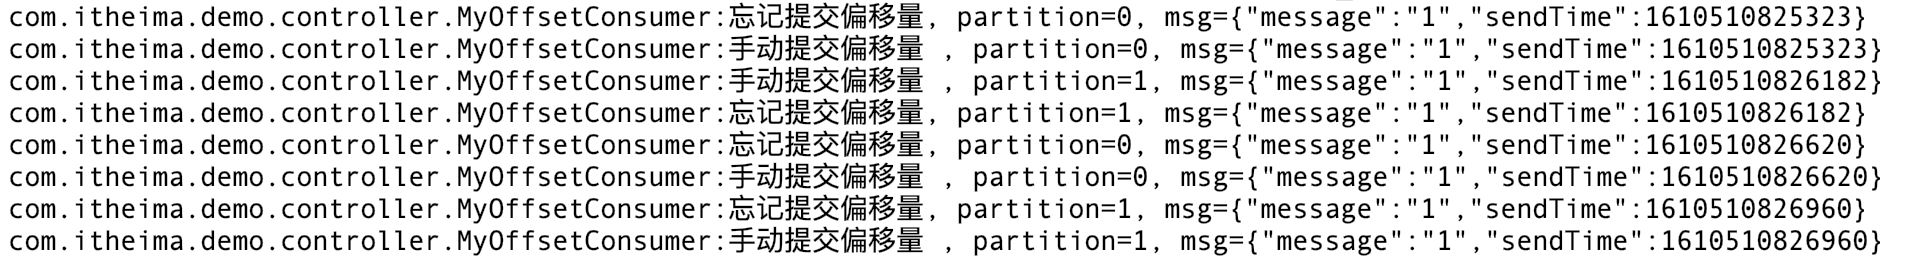 com.itheima.demo.controller.MyOffsetConsumer:忘记提交偏移量, partition=0, msg={"message":"1","sendTime":1610510825323}
com.itheima.demo.controller.MyOffsetConsumer:手动提交偏移量 , partition=0, msg={"message":"1","sendTime":1610510825323}
com.itheima.demo.controller.MyOffsetConsumer:手动提交偏移量 , partition=1, msg={"message":"1","sendTime":1610510826182}
com.itheima.demo.controller.MyOffsetConsumer:忘记提交偏移量, partition=1, msg={"message":"1","sendTime":1610510826182}
com.itheima.demo.controller.MyOffsetConsumer:忘记提交偏移量, partition=0, msg={"message":"1","sendTime":1610510826620}
com.itheima.demo.controller.MyOffsetConsumer:手动提交偏移量 , partition=0, msg={"message":"1","sendTime":1610510826620}
com.itheima.demo.controller.MyOffsetConsumer:忘记提交偏移量, partition=1, msg={"message":"1","sendTime":1610510826960}
com.itheima.demo.controller.MyOffsetConsumer:手动提交偏移量 , partition=1, msg={"message":"1","sendTime":1610510826960}